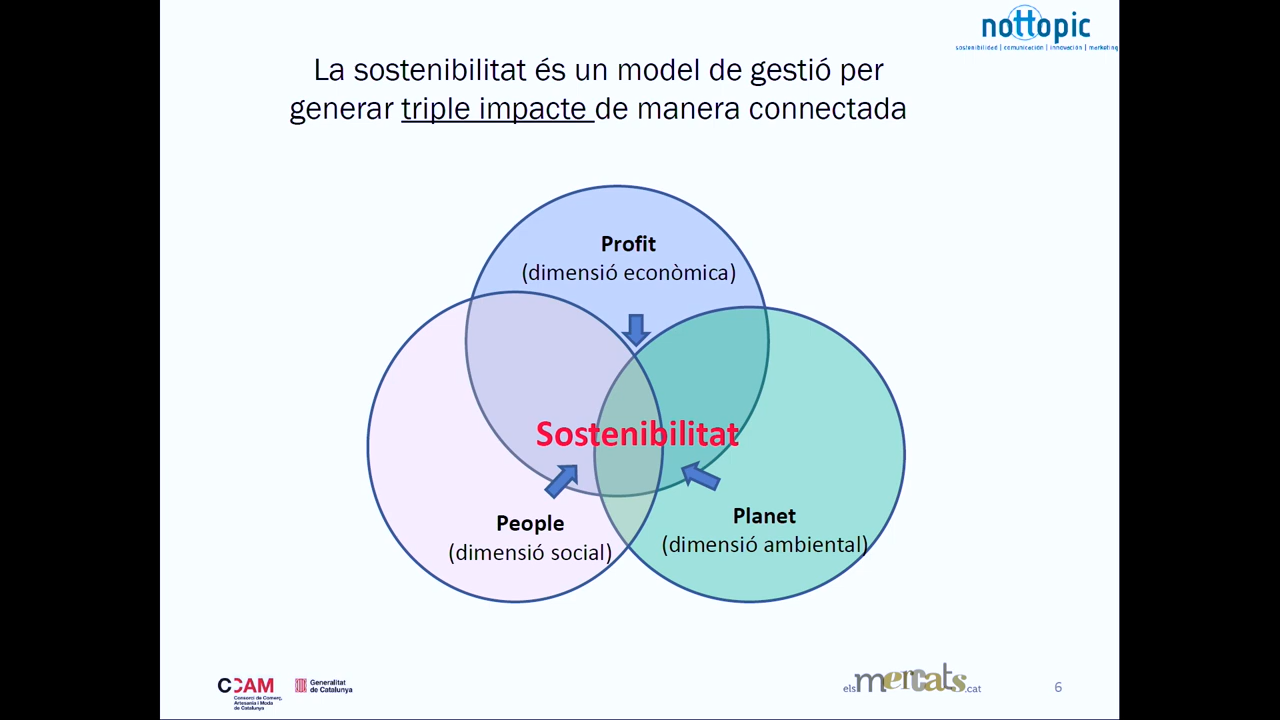 nottopic
sostenibilidad | comunicación | innovación | marketing
La sostenibilitat és un model de gestió per
generar triple impacte de manera connectada
Profit
(dimensió econòmica)
Sostenibilitat
People
(dimensió social)
Planet
(dimensió ambiental)
CCAM
Consorci de Comerç,
Artesania i Moda
de Catalunya
Generalitat
de Catalunya
elsmercats.cat
6